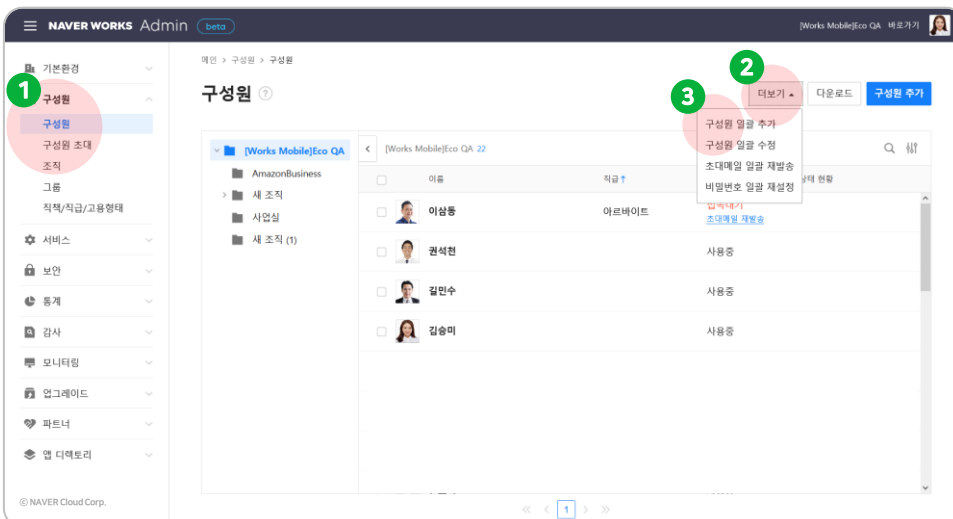 NAVER WORKS Admin beta
[Works Mobile]Eco QA 바로가기
기본환경
1
구성원
구성원
구성원 초대
조직
그룹
직책/직급/고용형태
서비스
보안
통계
감사
모니터링
업그레이드
파트너
앱 디렉토리
© NAVER Cloud Corp.
메인 > 구성원 > 구성원
구성원 ?
2
더보기
다운로드
구성원 추가
3
구성원 일괄 추가
구성원 일괄 수정
초대메일 일괄 재발송
비밀번호 일괄 재설정
[Works Mobile]Eco QA
AmazonBusiness
새 조직
사업실
새 조직 (1)
[Works Mobile]Eco QA 22
이름 직급↑ 현황
이삼동 아르바이트
초대메일 재발송
권석천 사용중
길민수 사용중
김승미 사용중
1